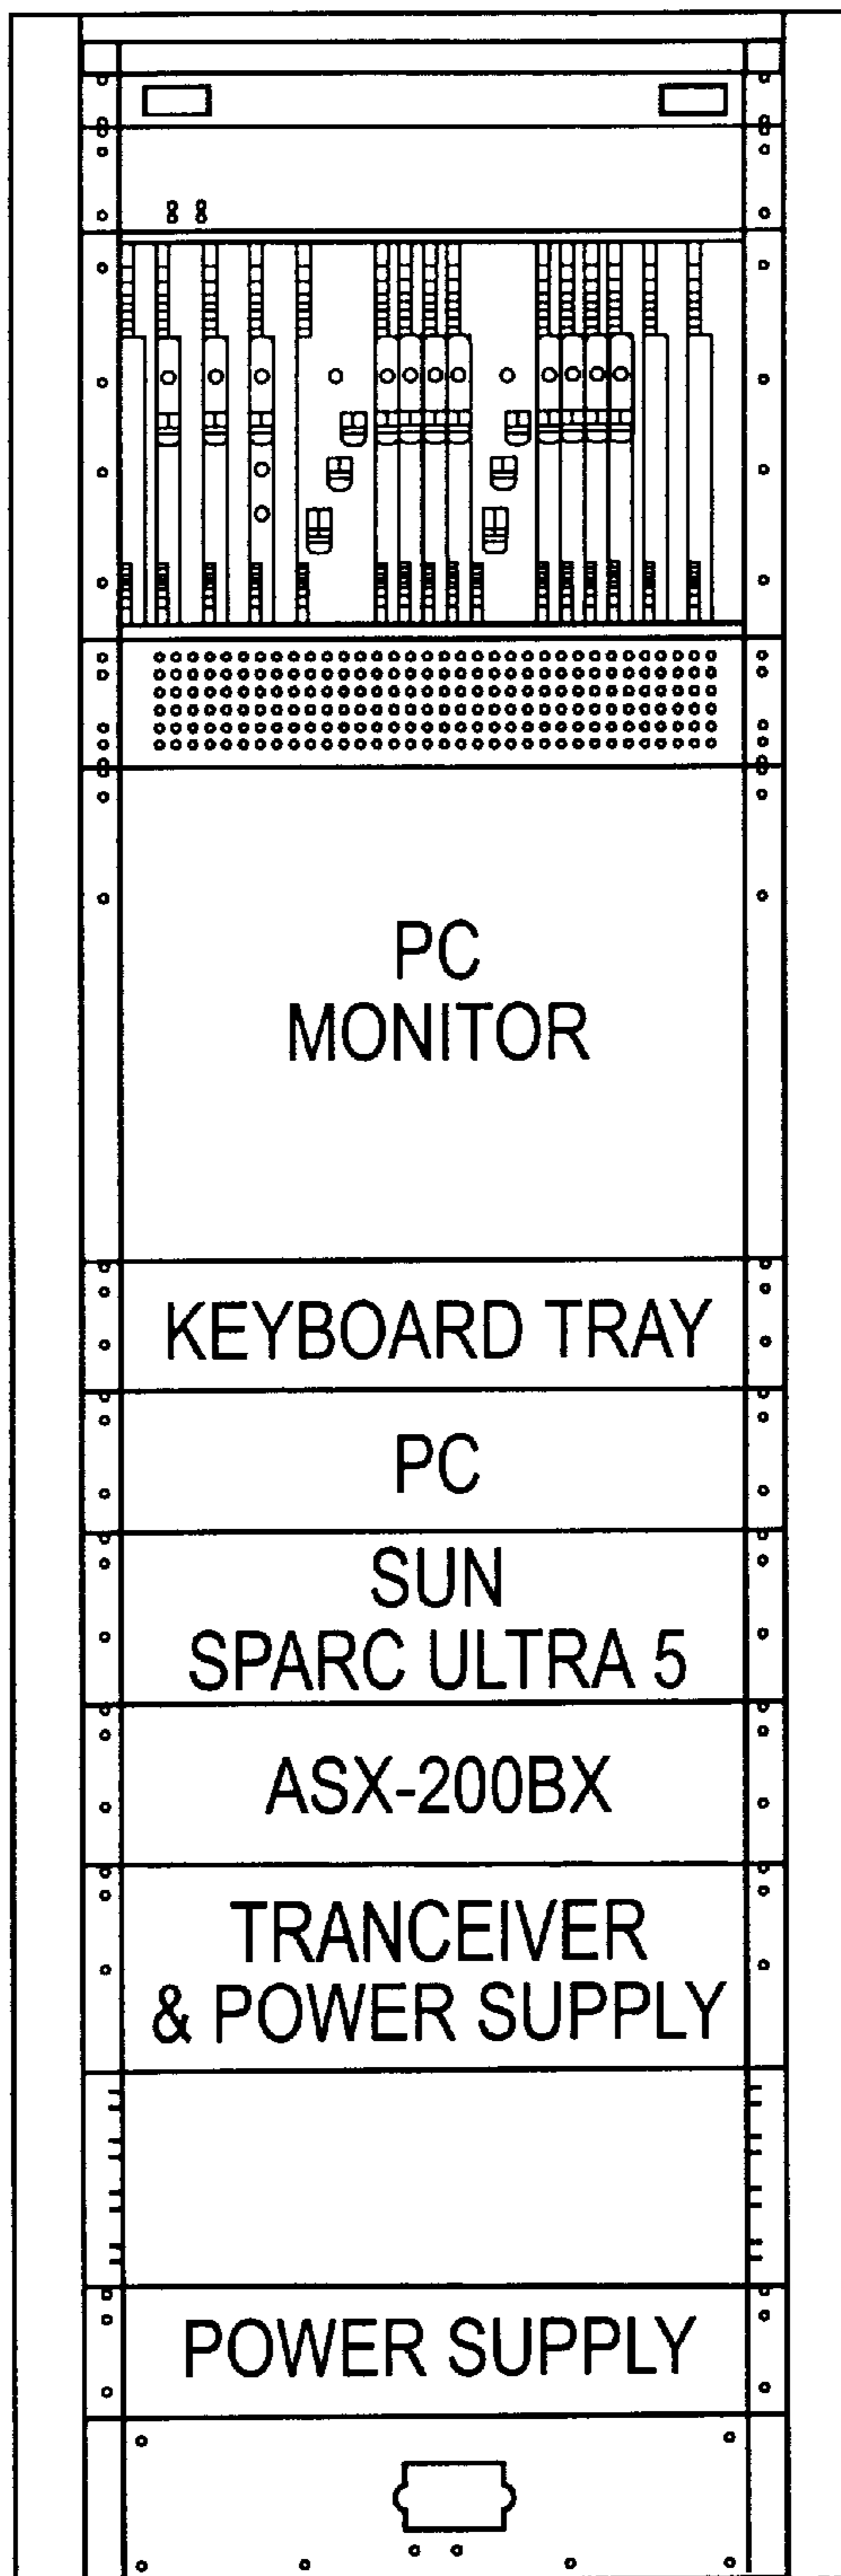 PC
MONITOR
KEYBOARD TRAY
PC
SUN
SPARC ULTRA 5
ASX-200BX
TRANCEIVER
& POWER SUPPLY
POWER SUPPLY